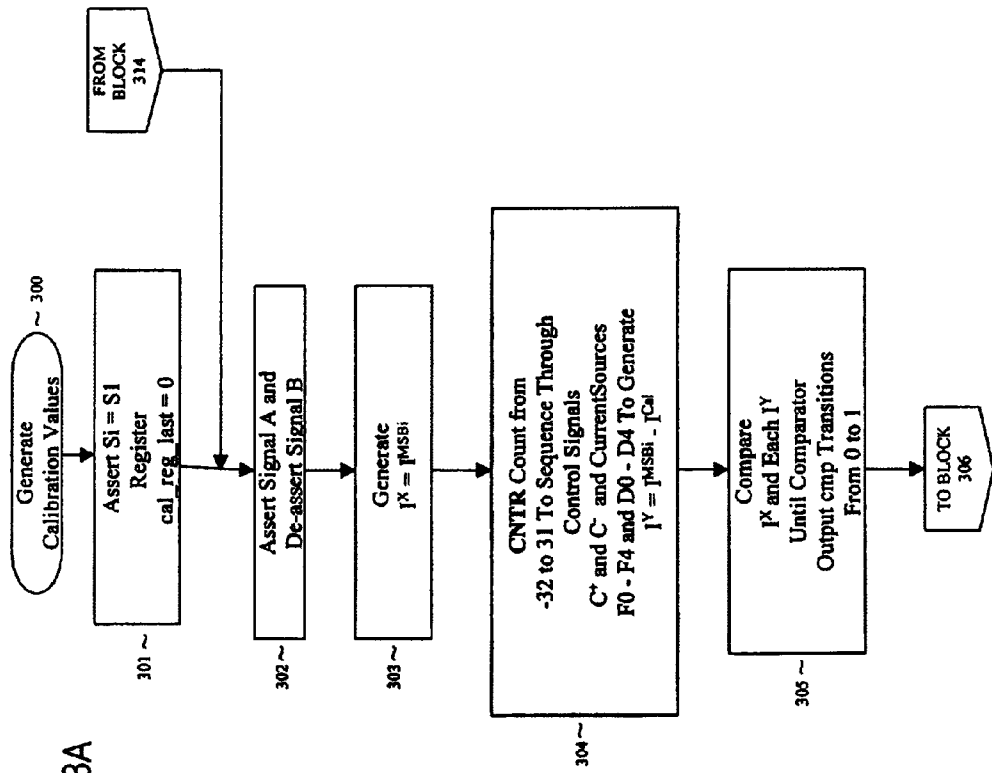 Generate
Calibration Values
~ 300
FROM
BLOCK
314
Assert Si = S1
Register
cal_reg_last = 0
301 ~
Assert Signal A and
De-assert Signal B
302 ~
Generate
I^X = I^MSBi
303 ~
CNTR Count from
-32 to 31 To Sequence Through
Control Signals
C⁺ and C⁻ and CurrentSources
F0 - F4 and D0 - D4 To Generate
I^Y = I^MSBi - I^Cal
304 ~
Compare
I^X and Each I^Y
Until Comparator
Output cmp Transitions
From 0 to 1
305 ~
TO BLOCK
306
3A